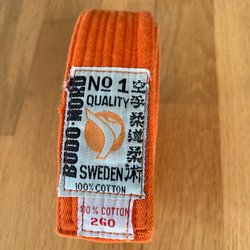 BUDO-NORD
No 1
QUALITY
SWEDEN
100% COTTON
空手柔道柔術
100% COTTON
260